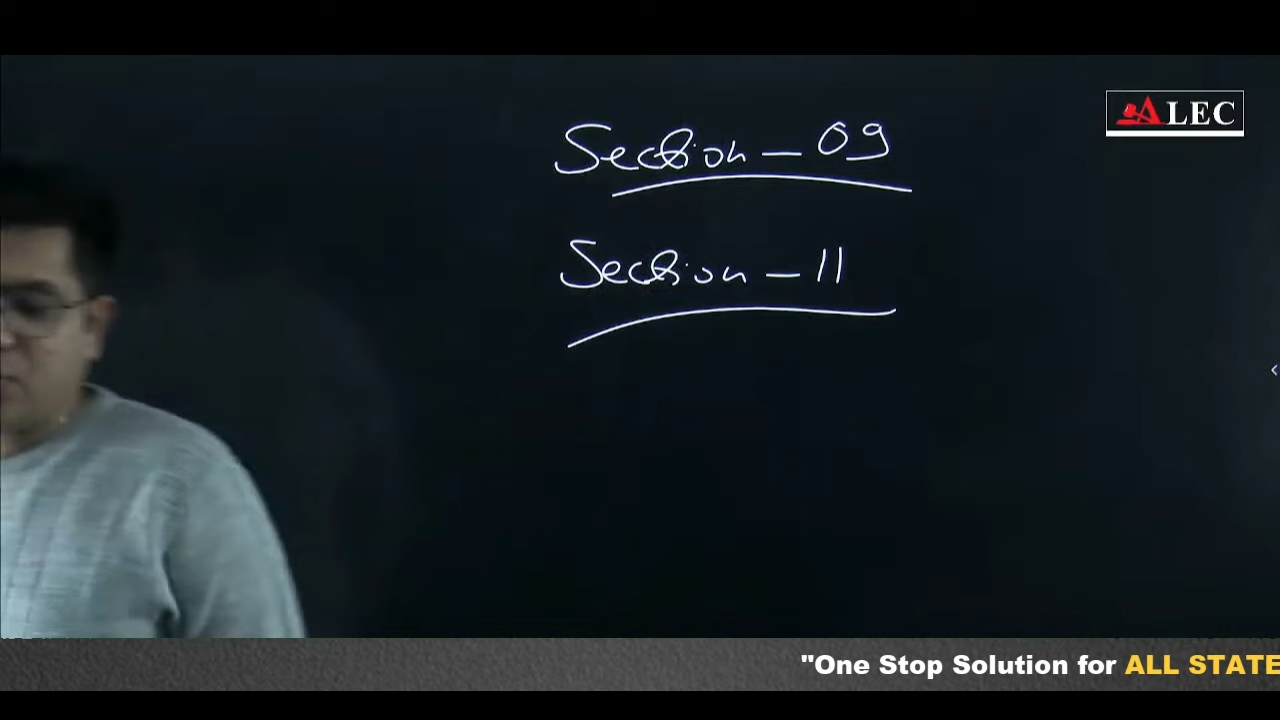 ALEC
Section - 09
Section - 11
"One Stop Solution for ALL STATE